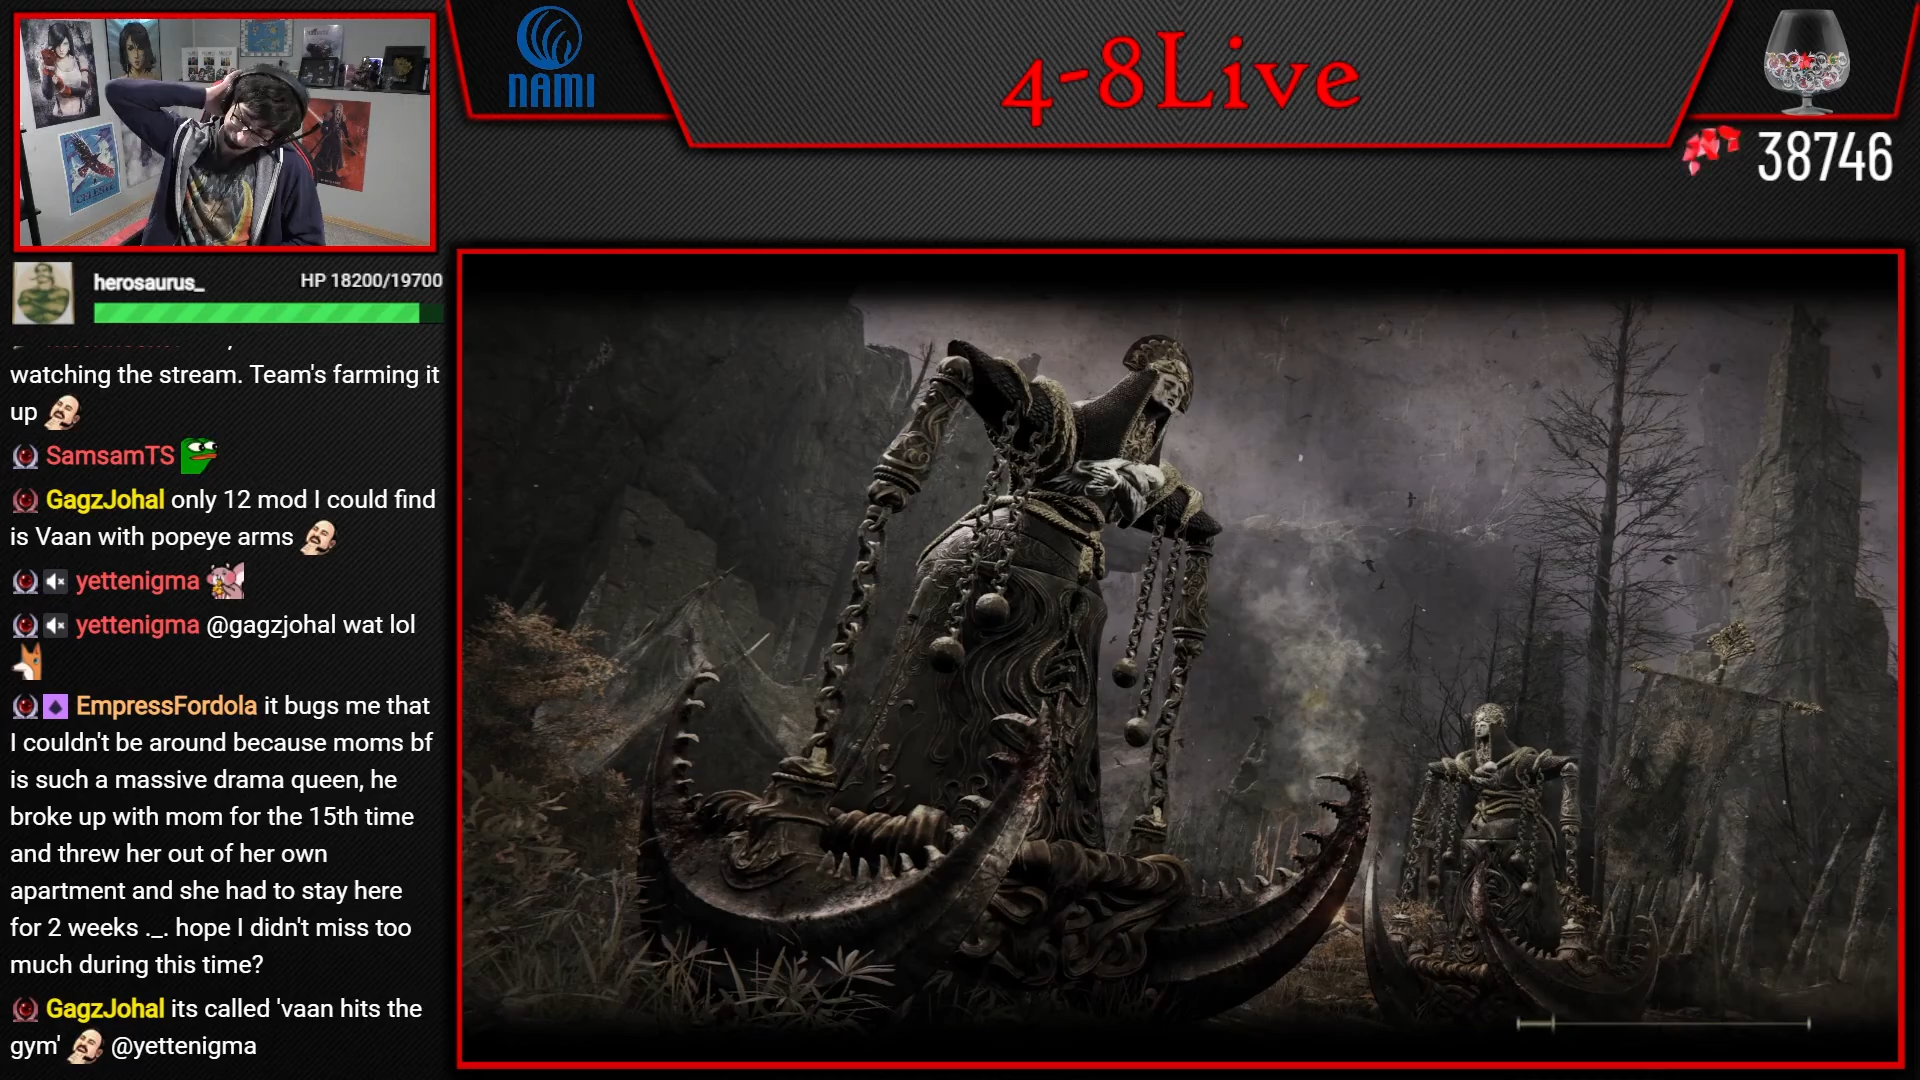 NAMI
4-8Live
38746
CELESTE
herosaurus_ HP 18200/19700
watching the stream. Team's farming it
up
SamsamTS
GagzJohal only 12 mod I could find
is Vaan with popeye arms
yettenigma
yettenigma @gagzjohal wat lol
EmpressFordola it bugs me that
I couldn't be around because moms bf
is such a massive drama queen, he
broke up with mom for the 15th time
and threw her out of her own
apartment and she had to stay here
for 2 weeks ._. hope I didn't miss too
much during this time?
GagzJohal its called 'vaan hits the
gym' @yettenigma